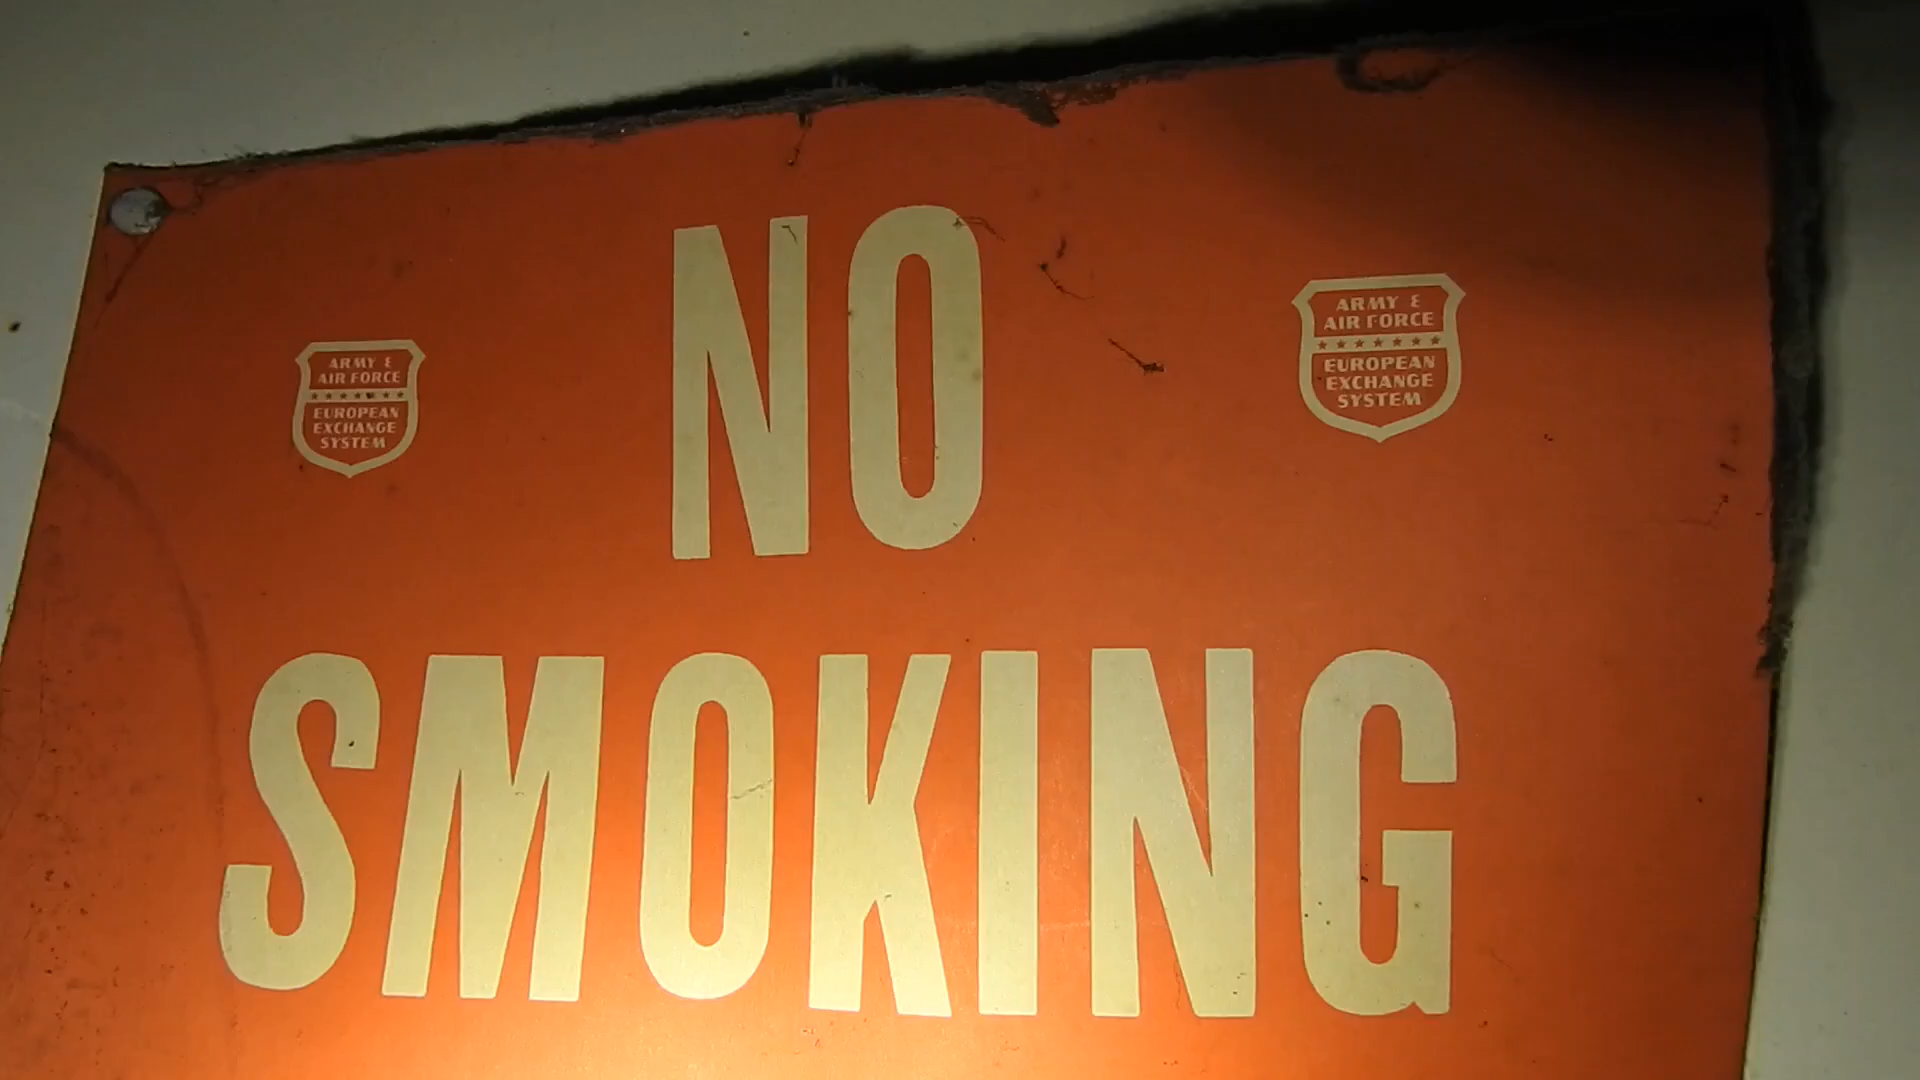 NO
ARMY &
AIR FORCE
EUROPEAN
EXCHANGE
SYSTEM
ARMY &
AIR FORCE
EUROPEAN
EXCHANGE
SYSTEM
SMOKING